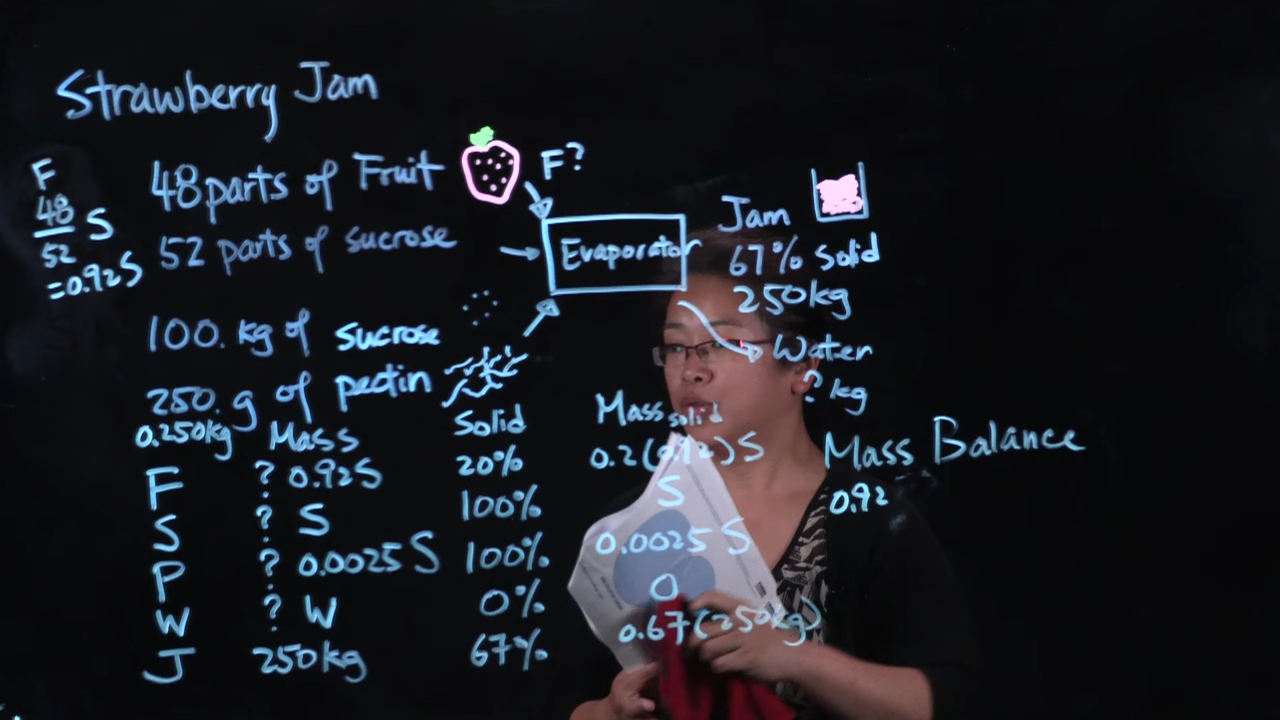 Strawberry Jam
F
48
52
S
=0.92S
48 parts of Fruit
52 parts of sucrose
100. kg of sucrose
250. g of pectin
0.250kg
F?
Evaporator
Jam
67% solid
250kg
Water
? kg
Mass Solid Mass solid
F ? 0.92S 20% 0.2(0.92)S
S ? S 100% S
P ? 0.0025 S 100% 0.0025 S
W ? W 0% 0
J 250kg 67% 0.67(250kg)
Mass Balance
0.92